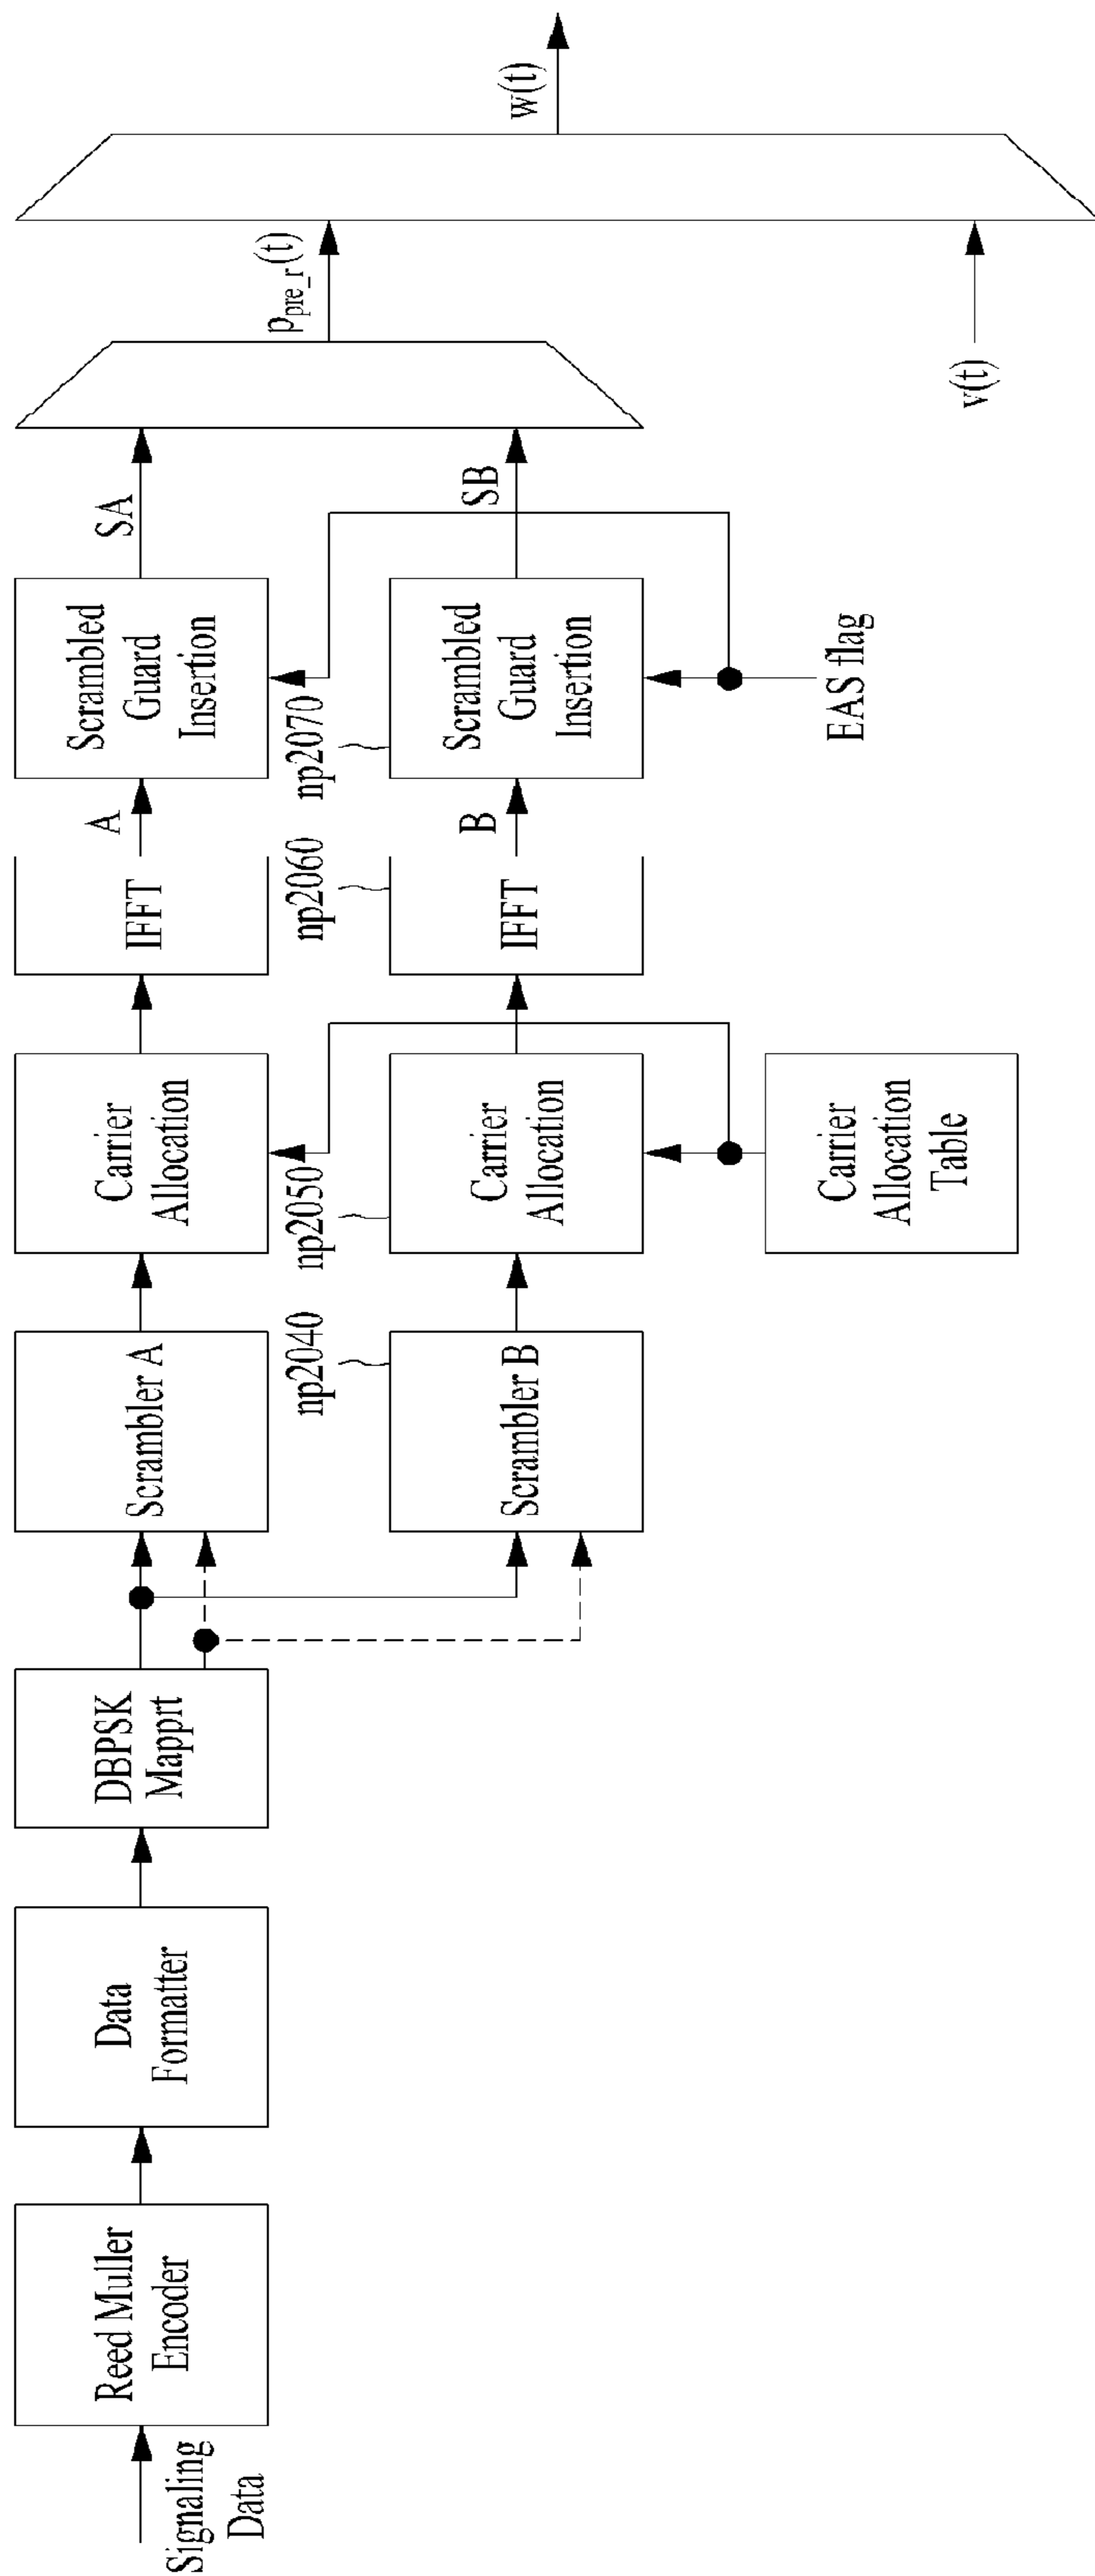 Signaling
Data
Reed Muller
Encoder
Data
Formatter
DBPSK
Mapprt
Scrambler A
Carrier
Allocation
IFFT
A
Scrambled
Guard
Insertion
SA
np2040
Scrambler B
np2050
Carrier
Allocation
np2060
IFFT
B
np2070
Scrambled
Guard
Insertion
SB
Carrier
Allocation
Table
EAS flag
p_pre_r(t)
v(t)
w(t)